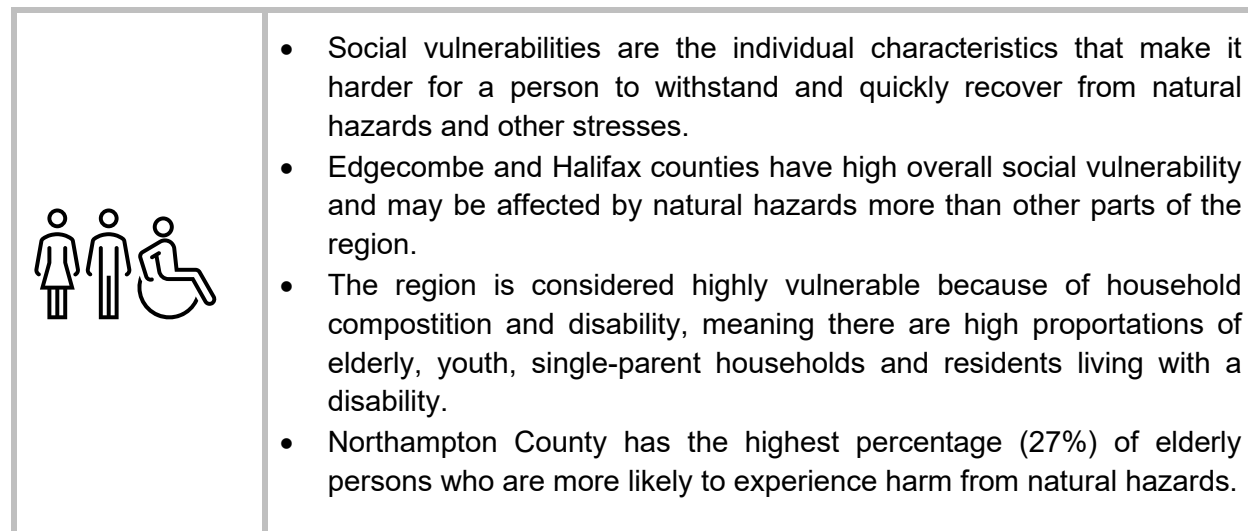 • Social vulnerabilities are the individual characteristics that make it
harder for a person to withstand and quickly recover from natural
hazards and other stresses.
• Edgecombe and Halifax counties have high overall social vulnerability
and may be affected by natural hazards more than other parts of the
region.
• The region is considered highly vulnerable because of household
compostition and disability, meaning there are high proportations of
elderly, youth, single-parent households and residents living with a
disability.
• Northampton County has the highest percentage (27%) of elderly
persons who are more likely to experience harm from natural hazards.